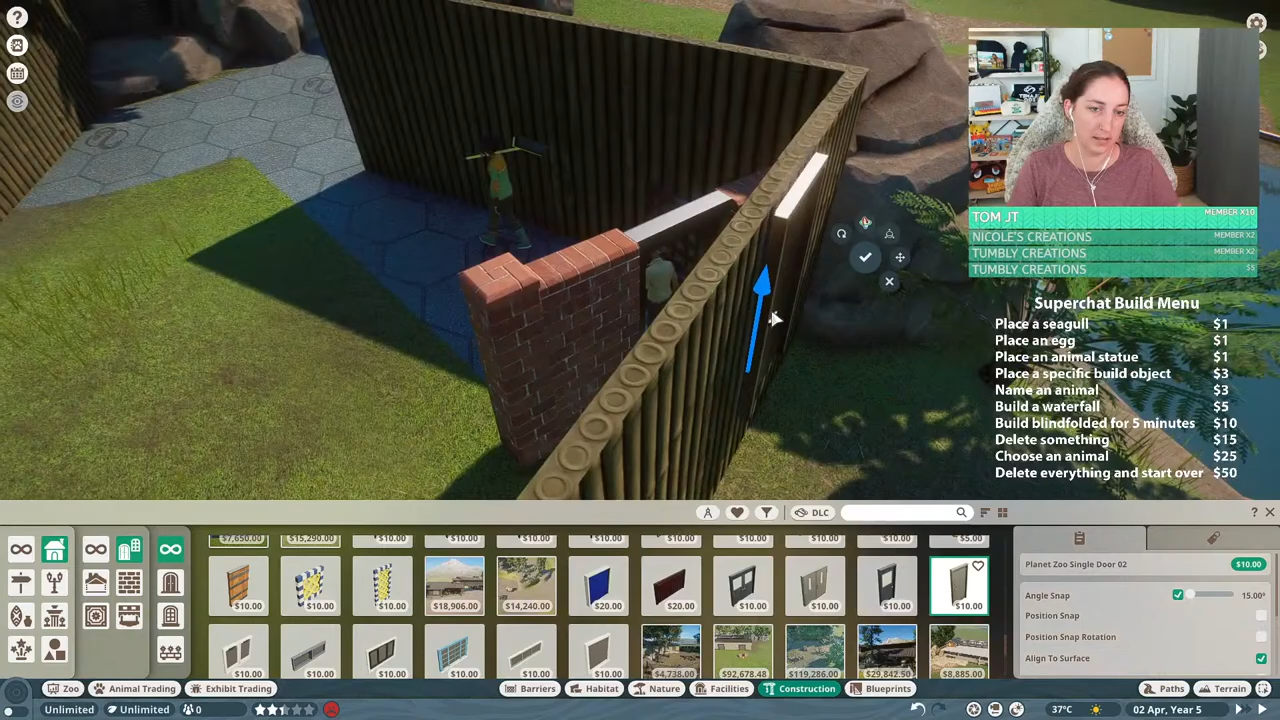 ?
TOM JT MEMBER X10
NICOLE'S CREATIONS MEMBER X2
TUMBLY CREATIONS MEMBER X2
TUMBLY CREATIONS $5
Superchat Build Menu
Place a seagull $1
Place an egg $1
Place an animal statue $1
Place a specific build object $3
Name an animal $3
Build a waterfall $5
Build blindfolded for 5 minutes $10
Delete something $15
Choose an animal $25
Delete everything and start over $50
DLC
? ×
$7,650.00 $15,290.00 $10.00 $10.00 $10.00 $10.00 $10.00 $10.00 $10.00 $10.00 $5.00
$10.00 $10.00 $10.00 $18,906.00 $14,240.00 $20.00 $20.00 $10.00 $10.00 $10.00 $10.00
$10.00 $10.00 $10.00 $10.00 $10.00 $10.00 $4,738.00 $92,678.48 $119,286.00 $29,842.50 $8,885.00
Planet Zoo Single Door 02 $10.00
Angle Snap 15.00°
Position Snap
Position Snap Rotation
Align To Surface
Zoo Animal Trading Exhibit Trading Barriers Habitat Nature Facilities Construction Blueprints Paths Terrain
Unlimited Unlimited 0 37°C 02 Apr, Year 5